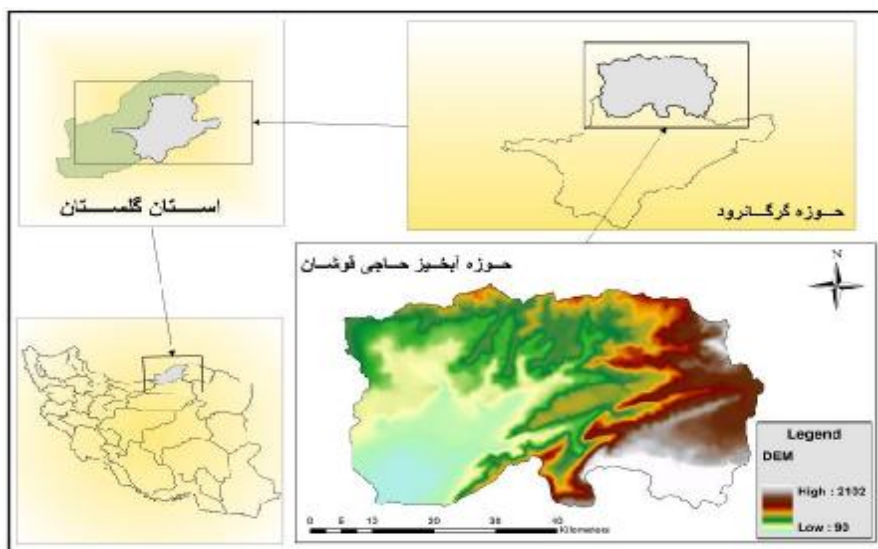 استان گلستان
حوزه گرگانرود
حوزه آبخیز حاجی قوشان
N
Legend
DEM
High : 2132
Low : 90
0 5 10 20 30 40
Kilometers